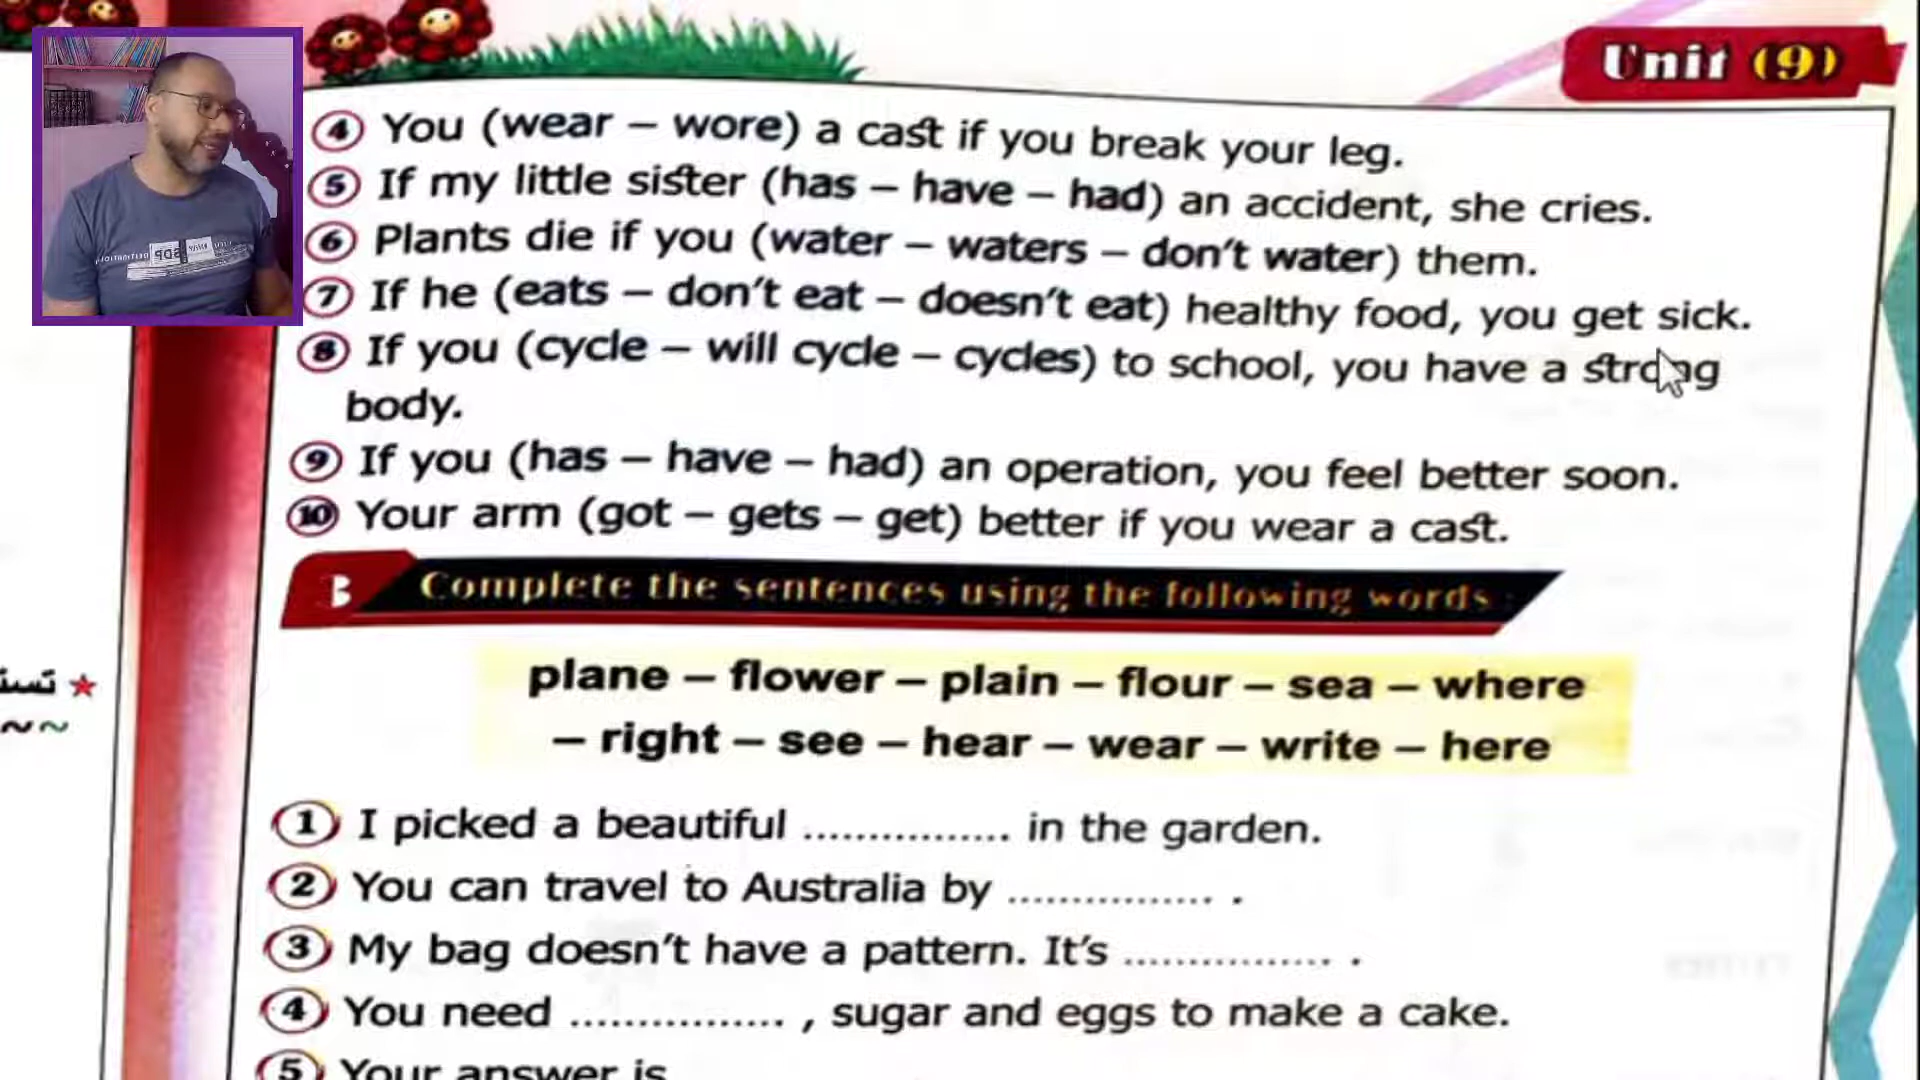 Unit (9)
④ You (wear – wore) a cast if you break your leg.
⑤ If my little sister (has – have – had) an accident, she cries.
⑥ Plants die if you (water – waters – don't water) them.
⑦ If he (eats – don't eat – doesn't eat) healthy food, you get sick.
⑧ If you (cycle – will cycle – cycles) to school, you have a strong
body.
⑨ If you (has – have – had) an operation, you feel better soon.
⑩ Your arm (got – gets – get) better if you wear a cast.
3 Complete the sentences using the following words :
plane – flower – plain – flour – sea – where
– right – see – hear – wear – write – here
① I picked a beautiful ................ in the garden.
② You can travel to Australia by ................ .
③ My bag doesn't have a pattern. It's ................ .
④ You need ................ , sugar and eggs to make a cake.
⑤ Your answer is